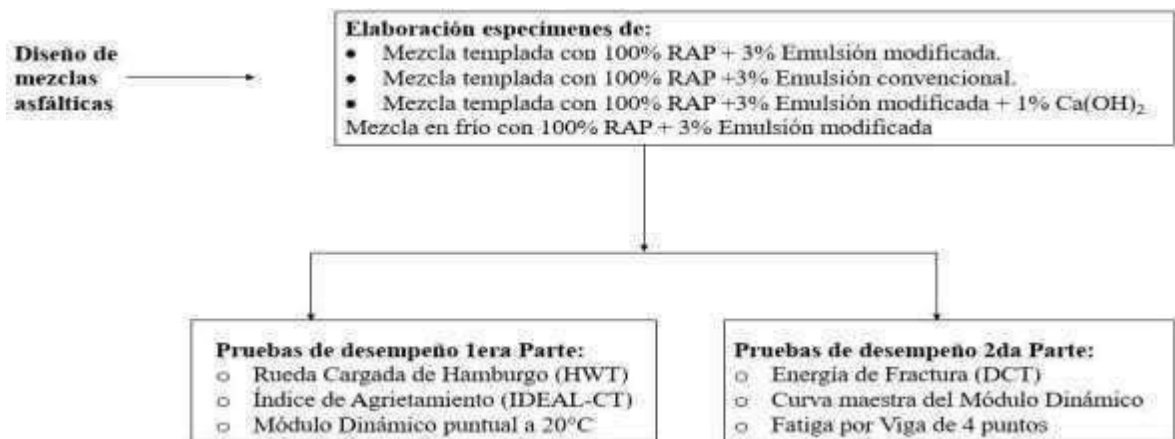 Diseño de
mezclas
asfálticas
Elaboración especímenes de:
● Mezcla templada con 100% RAP + 3% Emulsión modificada.
● Mezcla templada con 100% RAP +3% Emulsión convencional.
● Mezcla templada con 100% RAP +3% Emulsión modificada + 1% Ca(OH)₂
Mezcla en frío con 100% RAP + 3% Emulsión modificada
Pruebas de desempeño 1era Parte:
o Rueda Cargada de Hamburgo (HWT)
o Índice de Agrietamiento (IDEAL-CT)
o Módulo Dinámico puntual a 20°C
Pruebas de desempeño 2da Parte:
o Energía de Fractura (DCT)
o Curva maestra del Módulo Dinámico
o Fatiga por Viga de 4 puntos